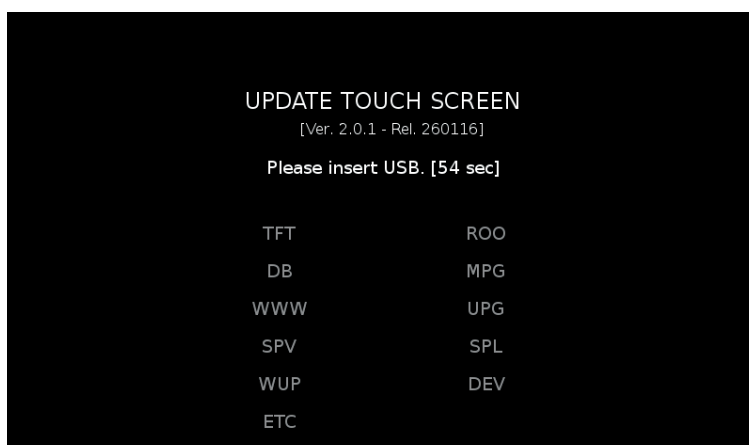 UPDATE TOUCH SCREEN
[Ver. 2.0.1 - Rel. 260116]
Please insert USB. [54 sec]
TFT ROO
DB MPG
WWW UPG
SPV SPL
WUP DEV
ETC